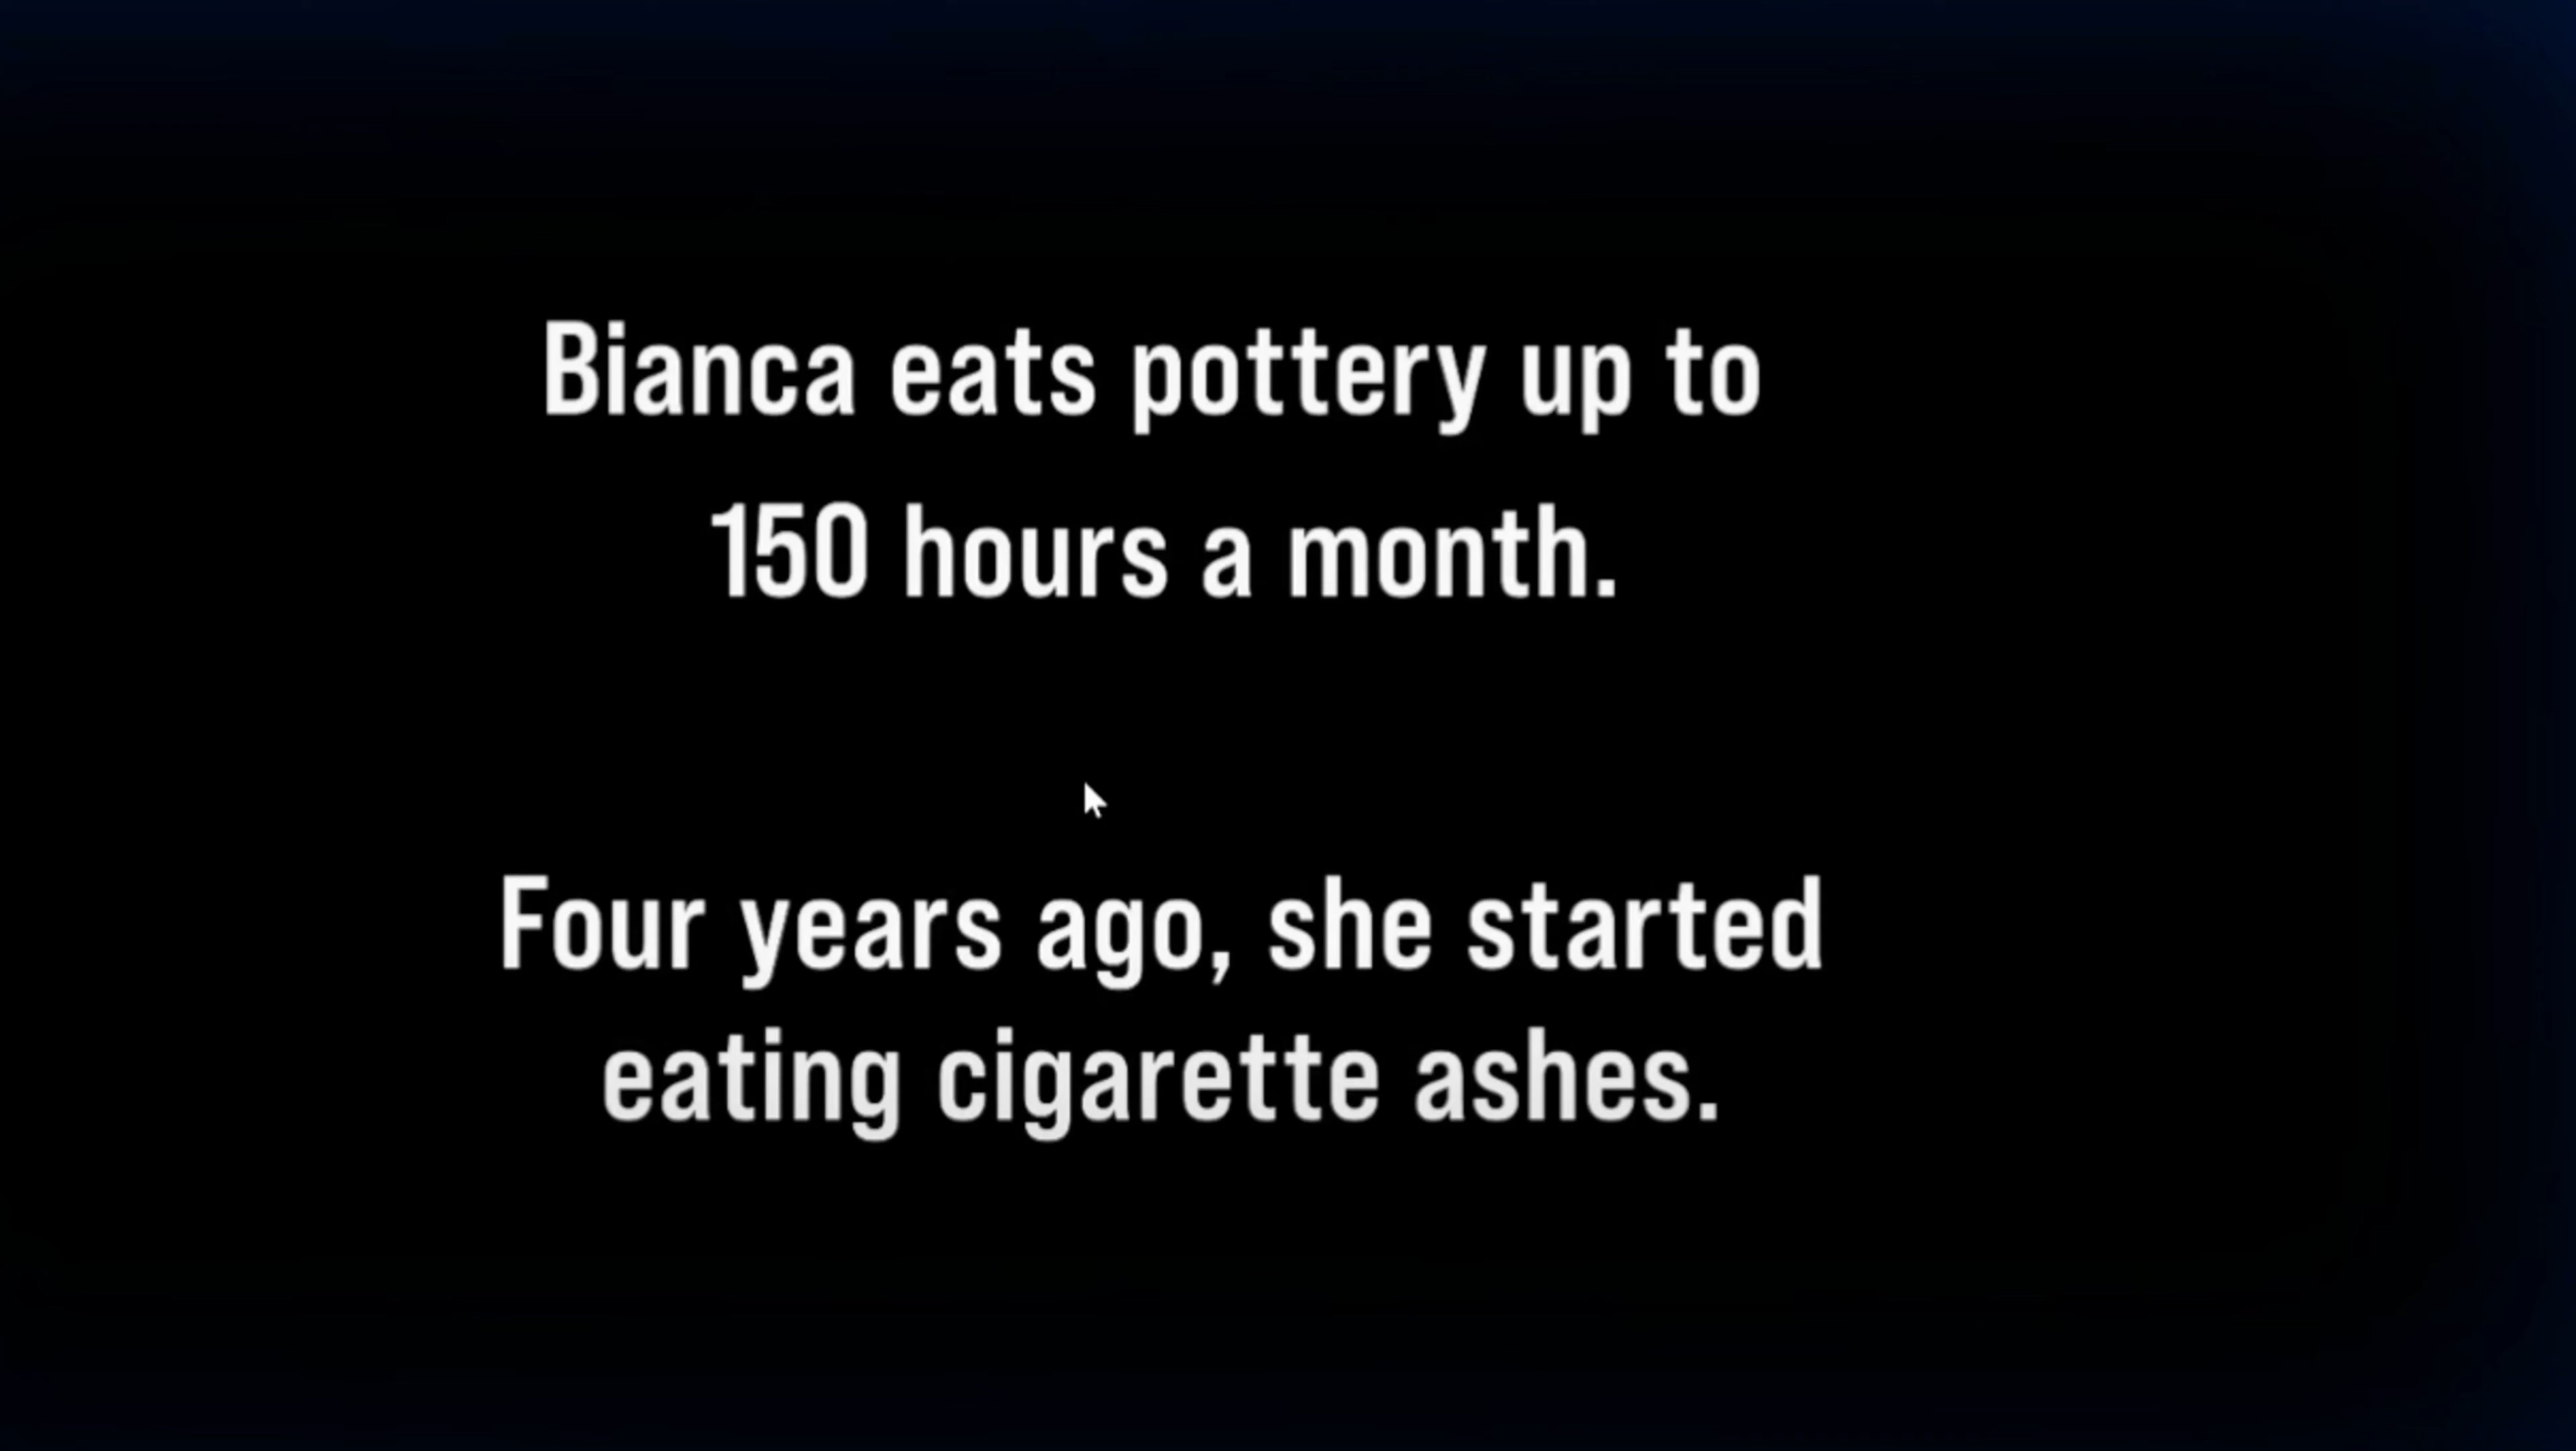 Bianca eats pottery up to
150 hours a month.
Four years ago, she started
eating cigarette ashes.